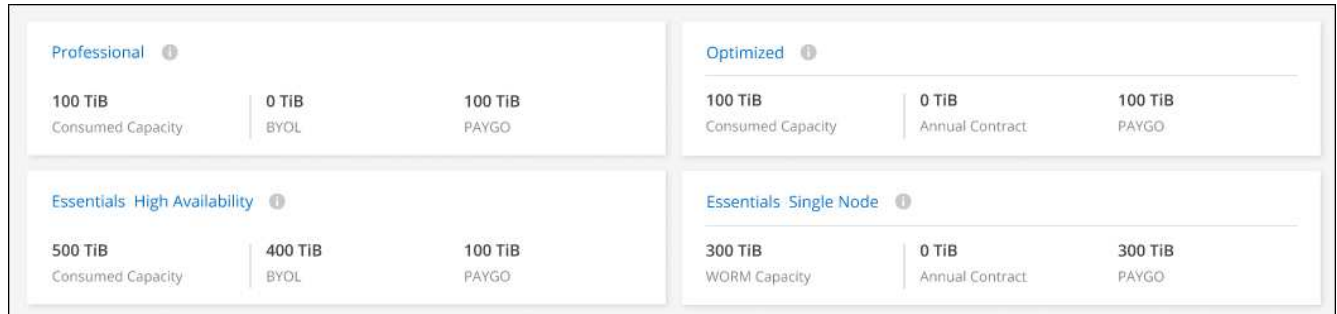 Professional
100 TiB 0 TiB 100 TiB
Consumed Capacity BYOL PAYGO
Optimized
100 TiB 0 TiB 100 TiB
Consumed Capacity Annual Contract PAYGO
Essentials High Availability
500 TiB 400 TiB 100 TiB
Consumed Capacity BYOL PAYGO
Essentials Single Node
300 TiB 0 TiB 300 TiB
WORM Capacity Annual Contract PAYGO